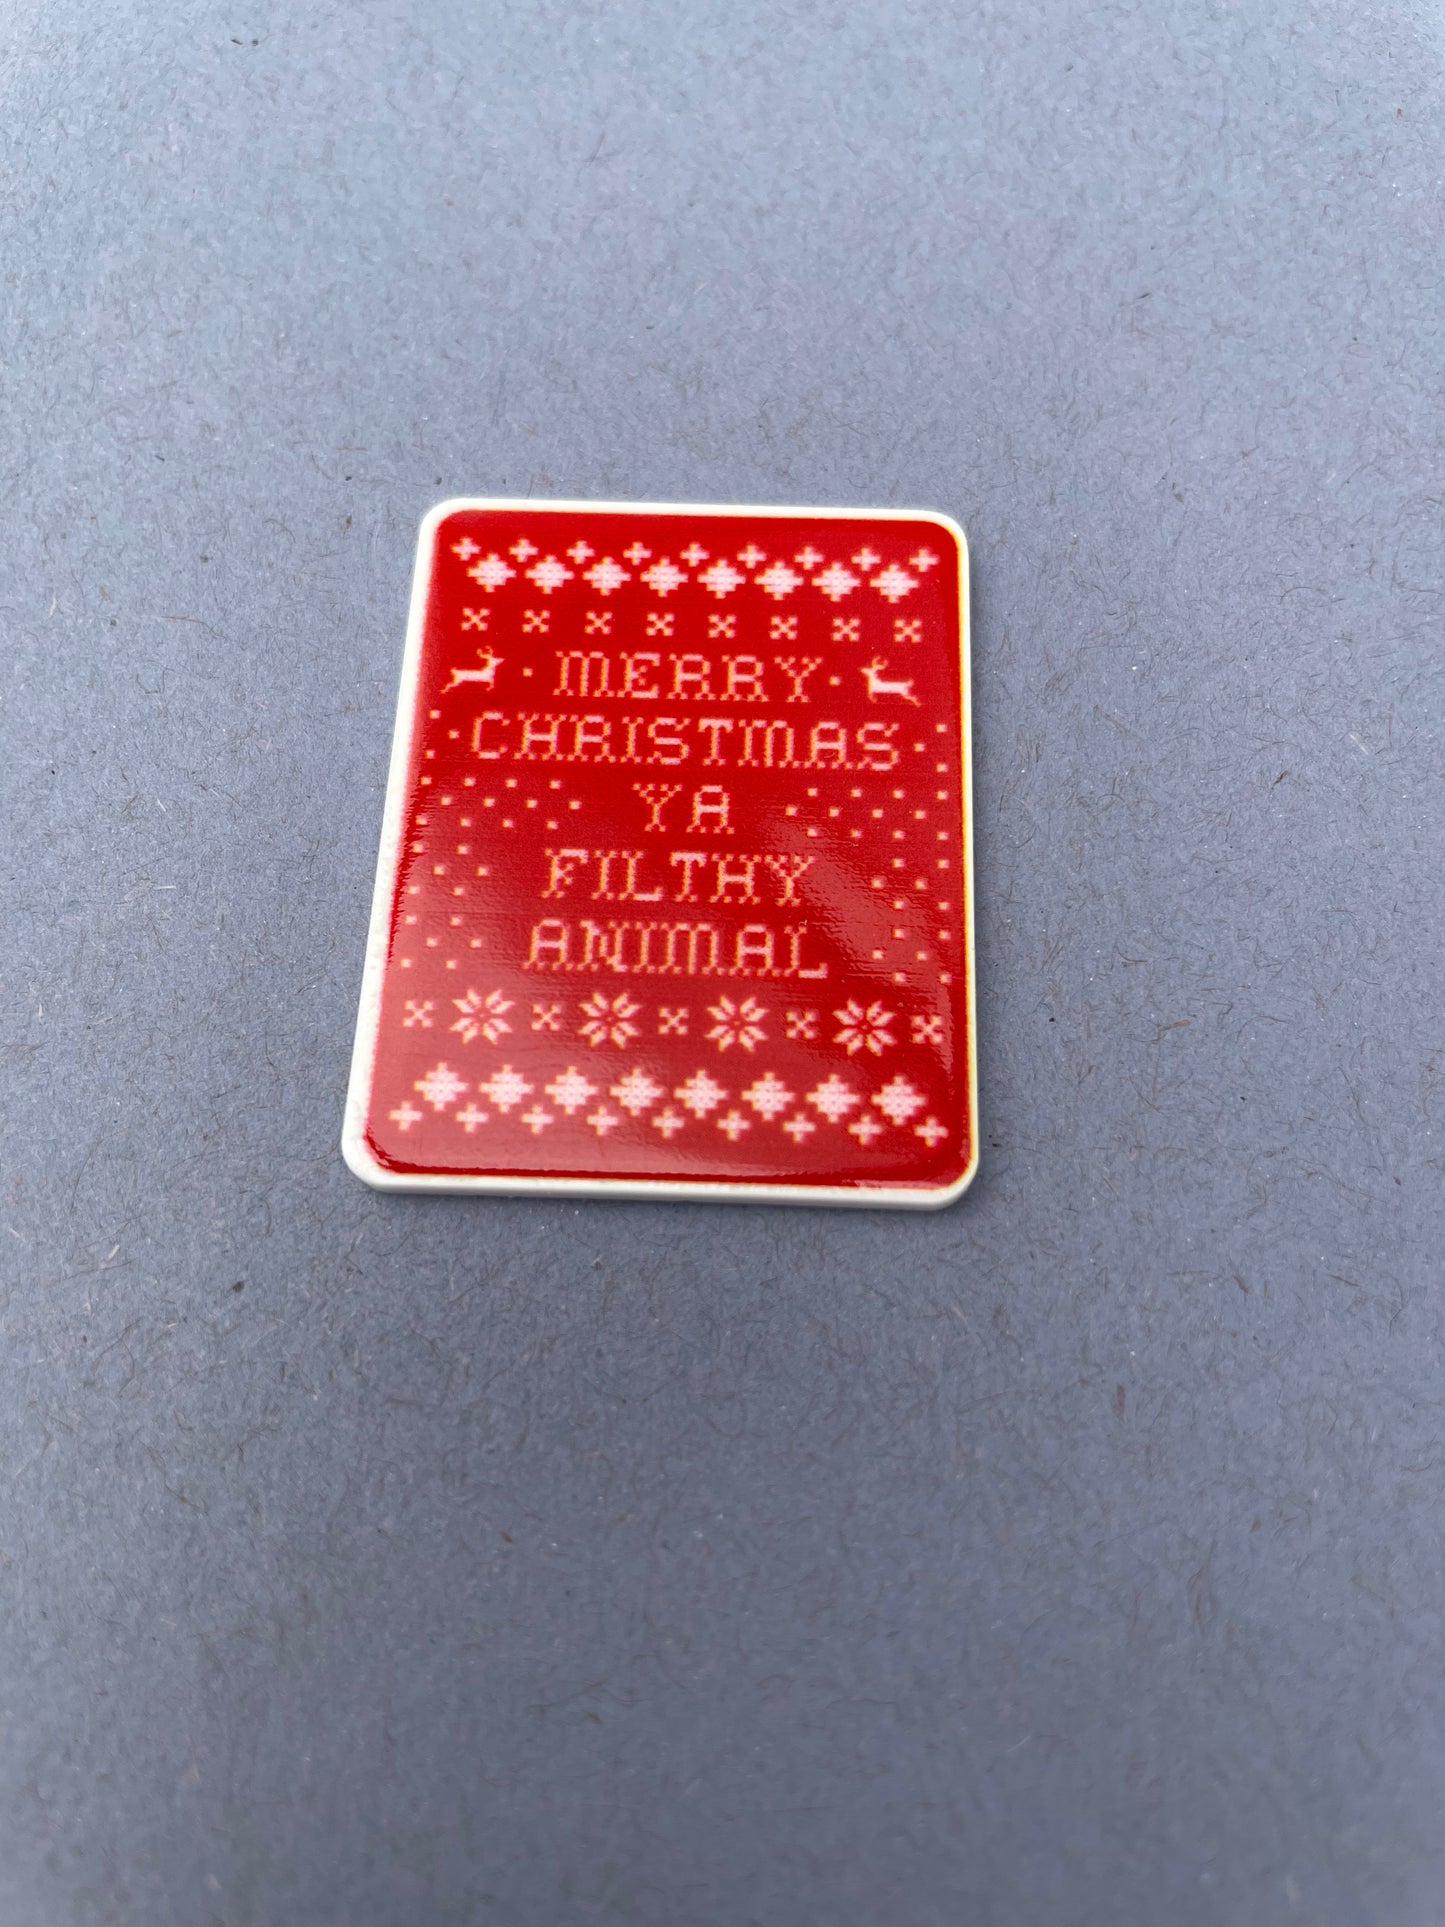 · MERRY ·
· CHRISTMAS ·
YA
FILTHY
ANIMAL